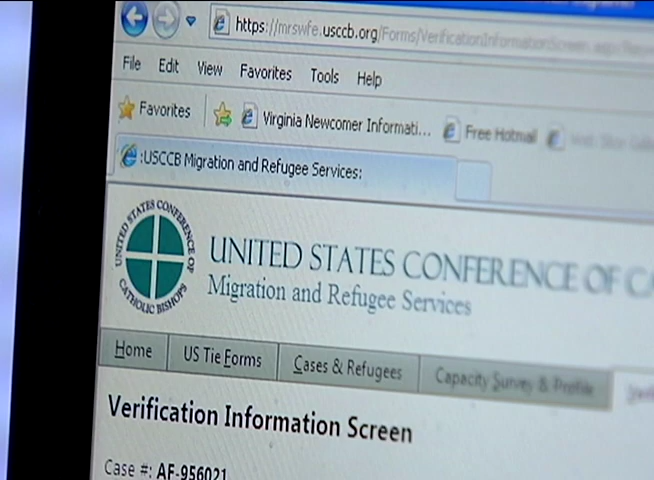 https://mrswfe.usccb.org/Forms/VerificationInformationScreen.aspx
File Edit View Favorites Tools Help
Favorites Virginia Newcomer Informati... Free Hotmail
:USCCB Migration and Refugee Services:
UNITED STATES CONFERENCE OF CATHOLIC BISHOPS
UNITED STATES CONFERENCE OF C
Migration and Refugee Services
Home US Tie Forms Cases & Refugees Capacity Survey & Profile
Verification Information Screen
Case #: AF-956021